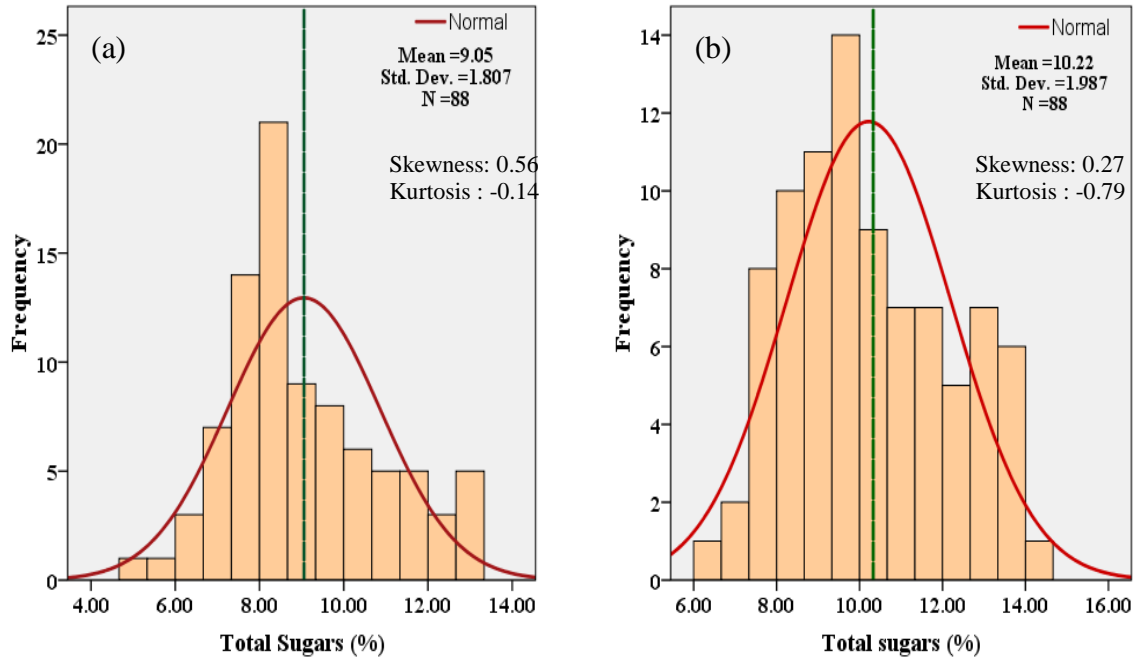 (a)
Normal
Mean =9.05
Std. Dev. =1.807
N =88
Skewness: 0.56
Kurtosis : -0.14
Frequency
25
20
15
10
5
0
4.00 6.00 8.00 10.00 12.00 14.00
Total Sugars (%)
(b)
Normal
Mean =10.22
Std. Dev. =1.987
N =88
Skewness: 0.27
Kurtosis : -0.79
Frequency
14
12
10
8
6
4
2
0
6.00 8.00 10.00 12.00 14.00 16.00
Total sugars (%)